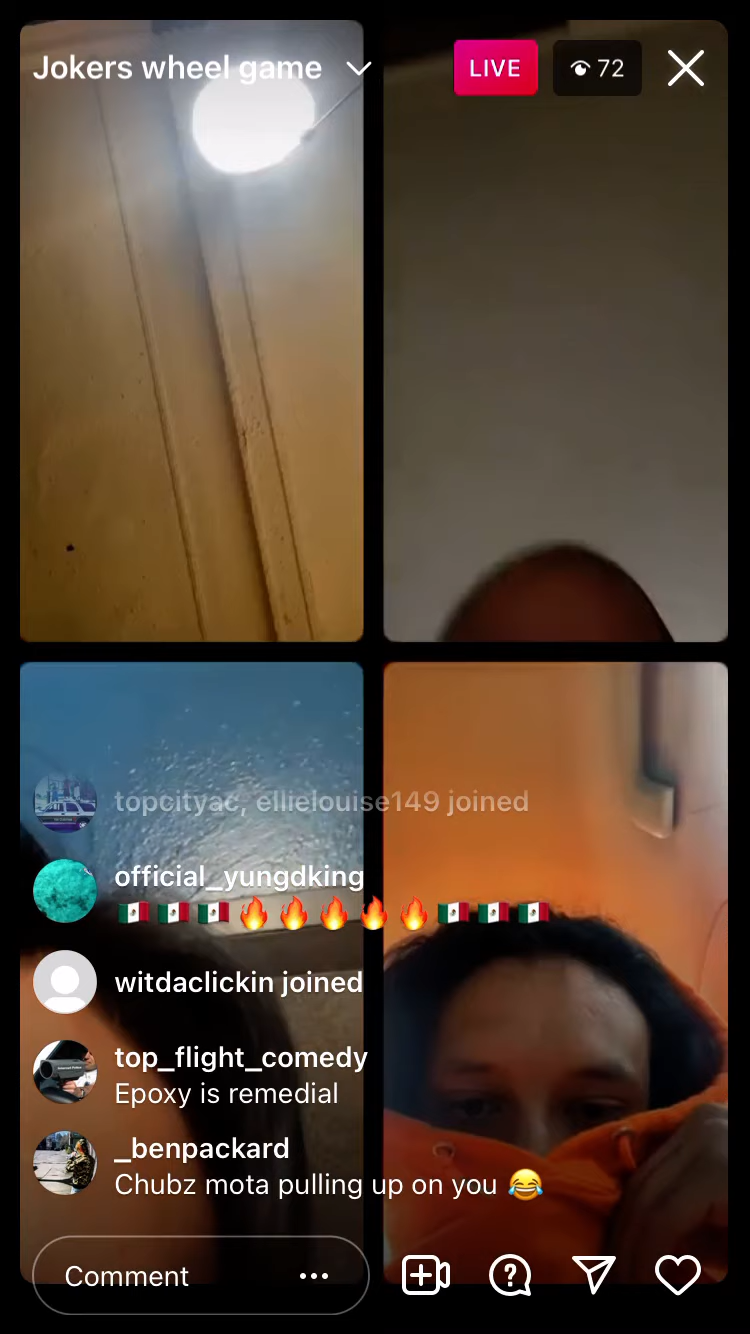 Jokers wheel game
LIVE
72
topcityac, ellielouise149 joined
official_yungdking
🇲🇽🇲🇽🇲🇽🔥🔥🔥🔥🔥🇲🇽🇲🇽🇲🇽
witdaclickin joined
top_flight_comedy
Epoxy is remedial
_benpackard
Chubz mota pulling up on you 😂
Comment